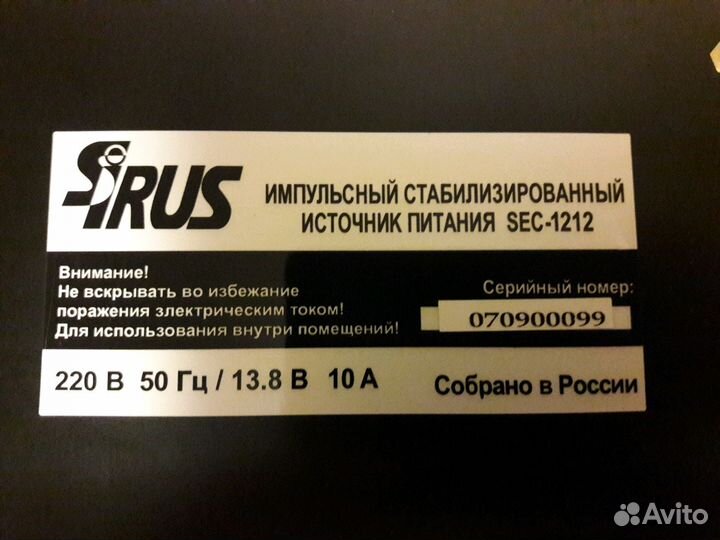 SIRUS
ИМПУЛЬСНЫЙ СТАБИЛИЗИРОВАННЫЙ
ИСТОЧНИК ПИТАНИЯ SEC-1212
Внимание!
Не вскрывать во избежание
поражения злектрическим током!
Для использования внутри помещений!
Серийный номер:
070900099
220 В 50 Гц / 13.8 В 10 А
Собрано в России
Avito